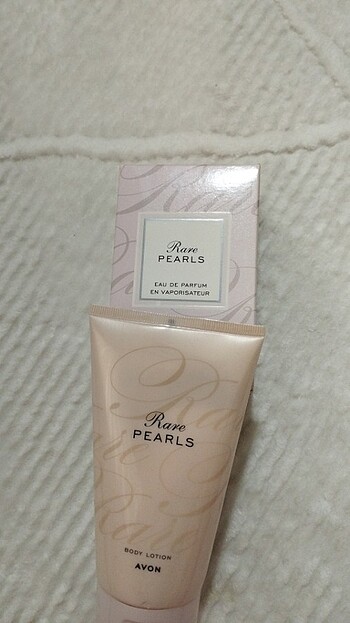 Rare
PEARLS
EAU DE PARFUM
EN VAPORISATEUR
Rare
PEARLS
BODY LOTION
AVON